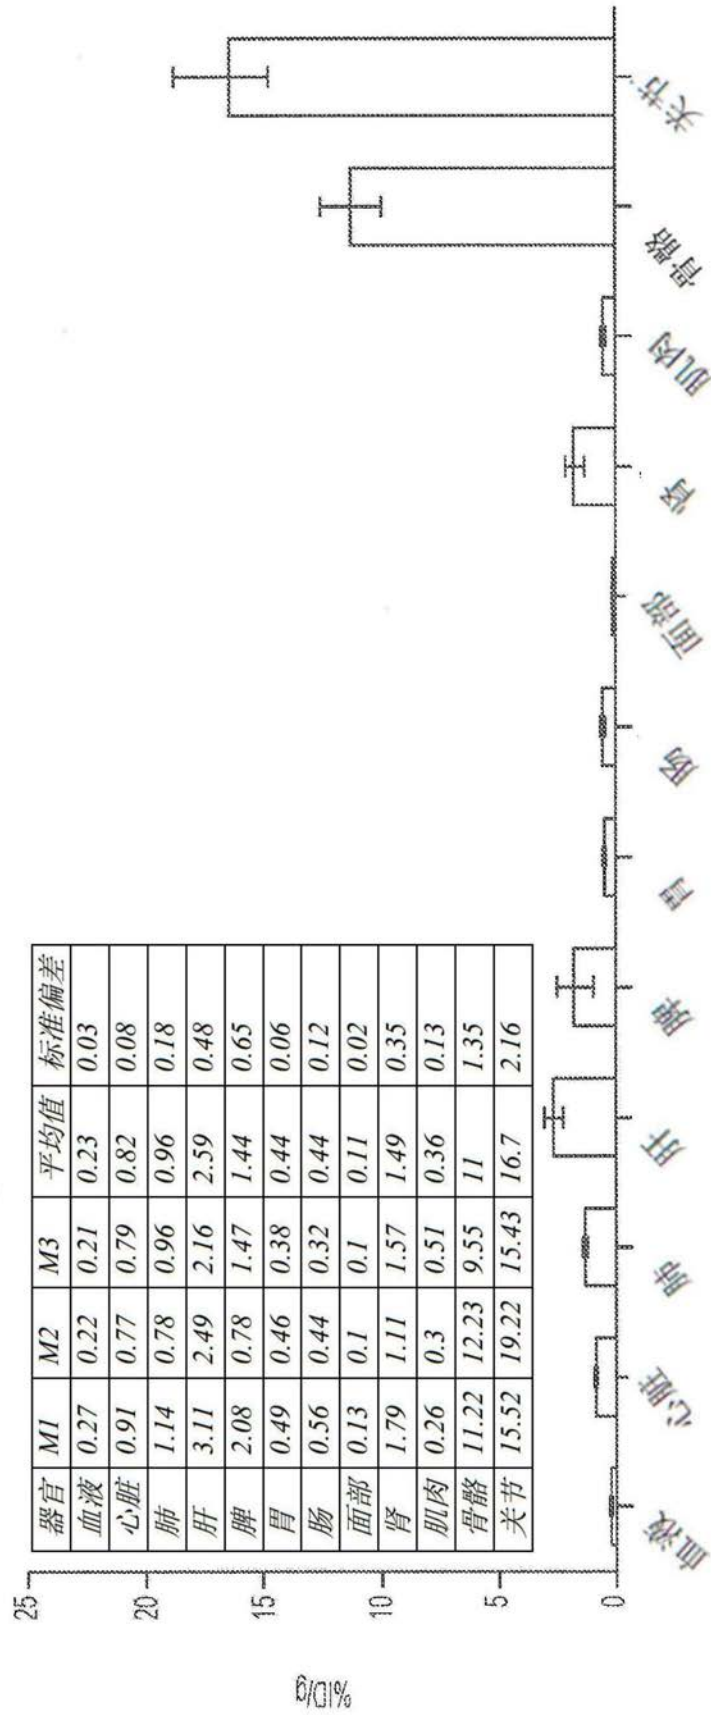 %ID/g
25
20
15
10
5
0
器官 M1 M2 M3 平均值 标准偏差
血液 0.27 0.22 0.21 0.23 0.03
心脏 0.91 0.77 0.79 0.82 0.08
肺 1.14 0.78 0.96 0.96 0.18
肝 3.11 2.49 2.16 2.59 0.48
脾 2.08 0.78 1.47 1.44 0.65
胃 0.49 0.46 0.38 0.44 0.06
肠 0.56 0.44 0.32 0.44 0.12
面部 0.13 0.1 0.1 0.11 0.02
肾 1.79 1.11 1.57 1.49 0.35
肌肉 0.26 0.3 0.51 0.36 0.13
骨骼 11.22 12.23 9.55 11 1.35
关节 15.52 19.22 15.43 16.7 2.16
血液
心脏
肺
肝
脾
胃
肠
面部
肾
肌肉
骨骼
关节